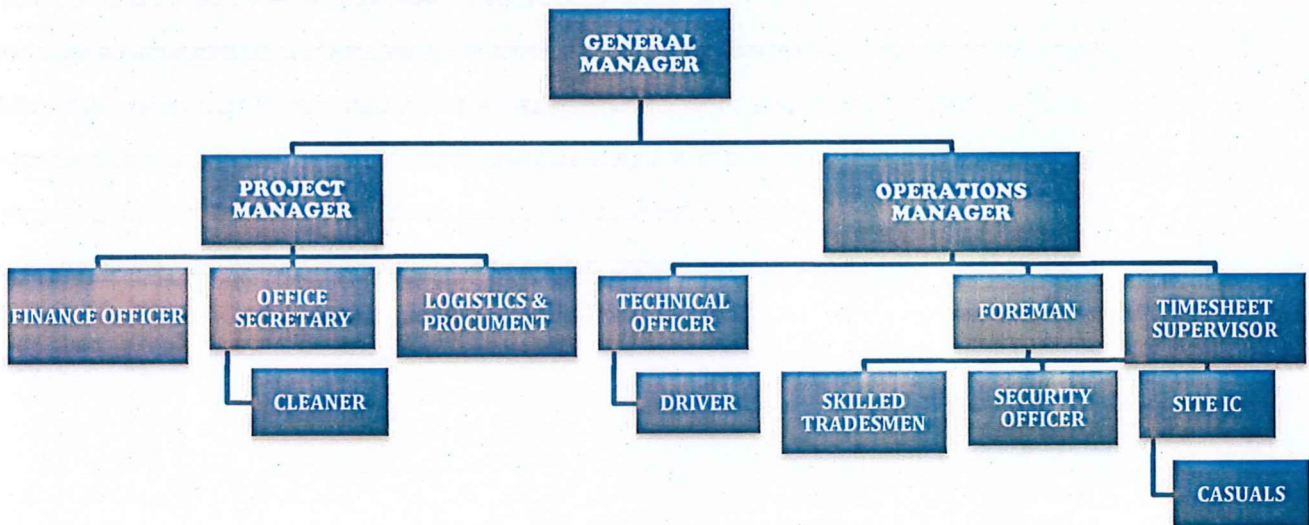 GENERAL
MANAGER
PROJECT
MANAGER
OPERATIONS
MANAGER
FINANCE OFFICER
OFFICE
SECRETARY
LOGISTICS &
PROCUMENT
TECHNICAL
OFFICER
FOREMAN
TIMESHEET
SUPERVISOR
CLEANER
DRIVER
SKILLED
TRADESMEN
SECURITY
OFFICER
SITE IC
CASUALS